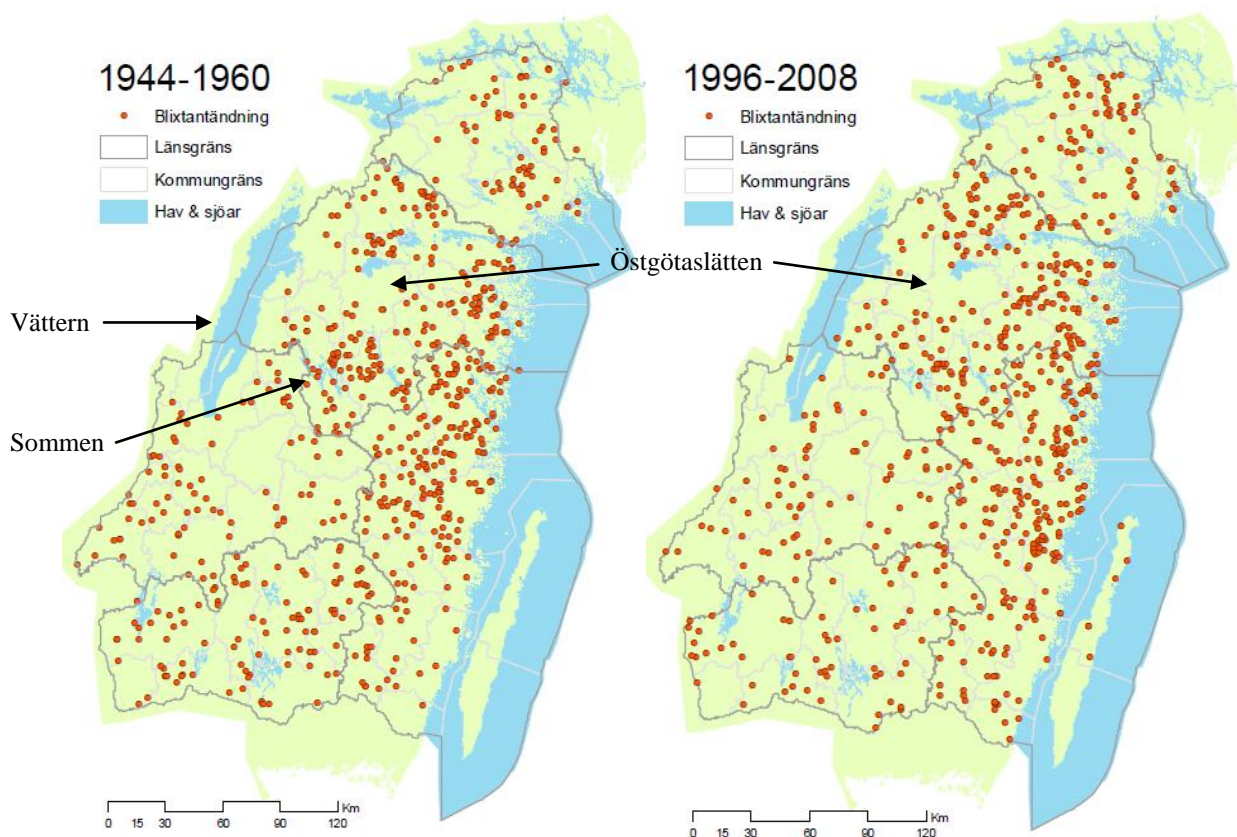 1944-1960
Blixtantändning
Länsgräns
Kommungräns
Hav & sjöar
1996-2008
Blixtantändning
Länsgräns
Kommungräns
Hav & sjöar
Östgötaslätten
Vättern
Sommen
Km
0 15 30 60 90 120
Km
0 15 30 60 90 120